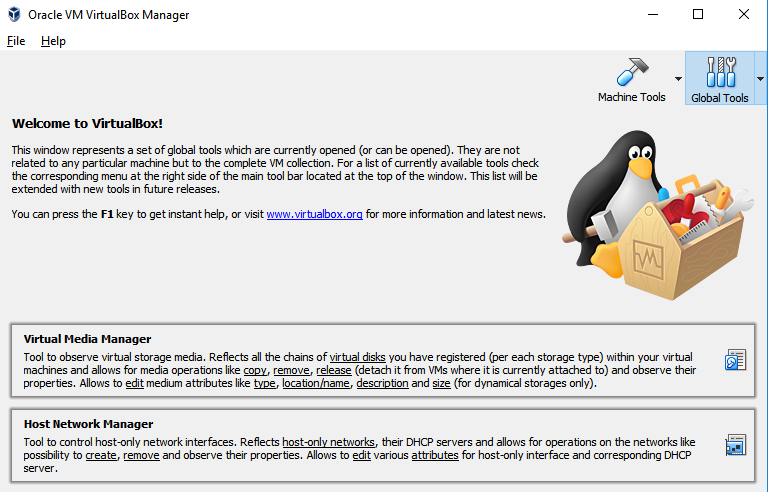 Oracle VM VirtualBox Manager
File Help
Machine Tools
Global Tools
Welcome to VirtualBox!
This window represents a set of global tools which are currently opened (or can be opened). They are not
related to any particular machine but to the complete VM collection. For a list of currently available tools check
the corresponding menu at the right side of the main tool bar located at the top of the window. This list will be
extended with new tools in future releases.
You can press the F1 key to get instant help, or visit www.virtualbox.org for more information and latest news.
VM
Virtual Media Manager
Tool to observe virtual storage media. Reflects all the chains of virtual disks you have registered (per each storage type) within your virtual
machines and allows for media operations like copy, remove, release (detach it from VMs where it is currently attached to) and observe their
properties. Allows to edit medium attributes like type, location/name, description and size (for dynamical storages only).
Host Network Manager
Tool to control host-only network interfaces. Reflects host-only networks, their DHCP servers and allows for operations on the networks like
possibility to create, remove and observe their properties. Allows to edit various attributes for host-only interface and corresponding DHCP
server.